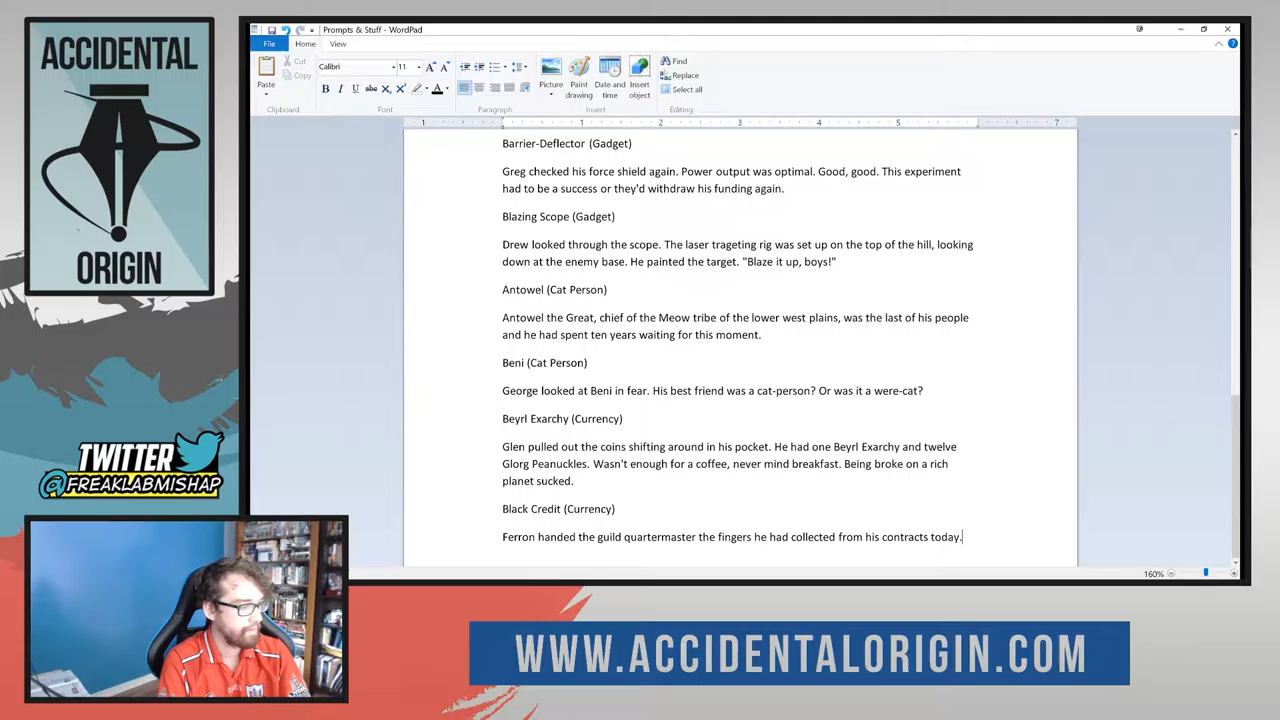 ACCIDENTAL
ORIGIN
TWITTER
@FREAKLABMISHAP
Prompts & Stuff - WordPad
File
Home
View
Paste
Cut
Copy
Clipboard
Calibri
11
Font
Paragraph
Picture
Paint drawing
Date and time
Insert object
Insert
Find
Replace
Select all
Editing
1 1 2 3 4 5 7
Barrier-Deflector (Gadget)
Greg checked his force shield again. Power output was optimal. Good, good. This experiment
had to be a success or they'd withdraw his funding again.
Blazing Scope (Gadget)
Drew looked through the scope. The laser trageting rig was set up on the top of the hill, looking
down at the enemy base. He painted the target. "Blaze it up, boys!"
Antowel (Cat Person)
Antowel the Great, chief of the Meow tribe of the lower west plains, was the last of his people
and he had spent ten years waiting for this moment.
Beni (Cat Person)
George looked at Beni in fear. His best friend was a cat-person? Or was it a were-cat?
Beyrl Exarchy (Currency)
Glen pulled out the coins shifting around in his pocket. He had one Beyrl Exarchy and twelve
Glorg Peanuckles. Wasn't enough for a coffee, never mind breakfast. Being broke on a rich
planet sucked.
Black Credit (Currency)
Ferron handed the guild quartermaster the fingers he had collected from his contracts today.
160%
WWW.ACCIDENTALORIGIN.COM